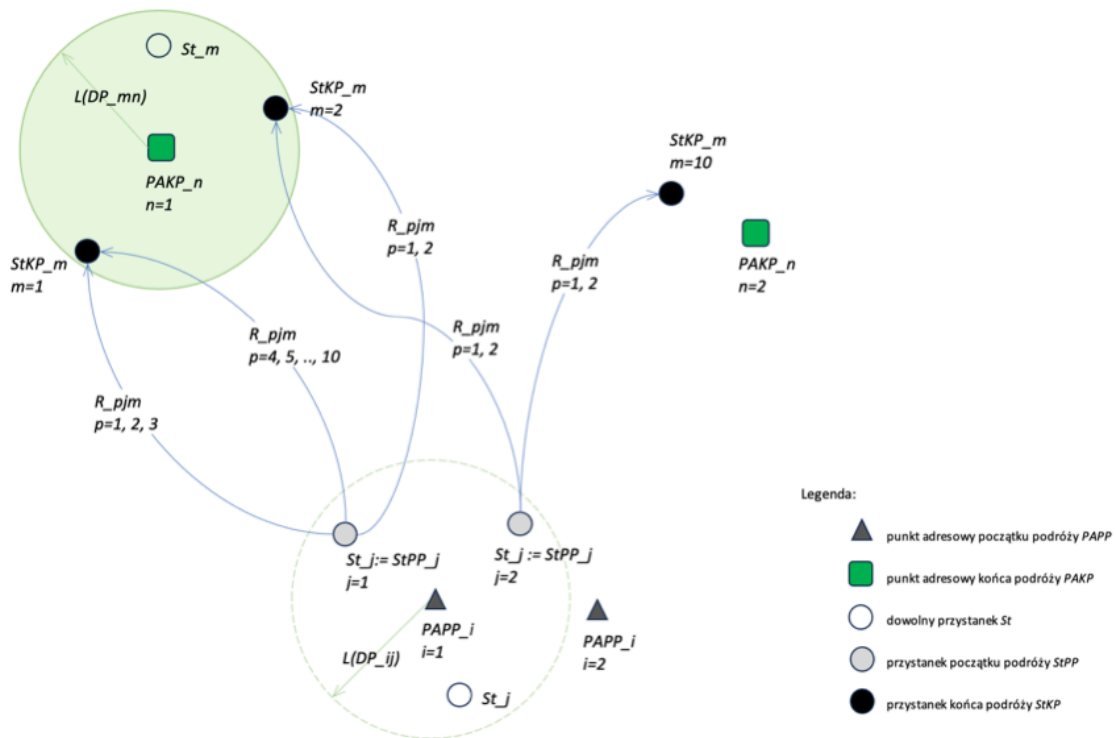 St_m
L(DP_mn)
StKP_m
m=2
PAKP_n
n=1
StKP_m
m=1
StKP_m
m=10
PAKP_n
n=2
R_pjm
p=1, 2
R_pjm
p=1, 2
R_pjm
p=4, 5, .., 10
R_pjm
p=1, 2
R_pjm
p=1, 2, 3
St_j:= StPP_j
j=1
St_j := StPP_j
j=2
PAPP_i
i=1
PAPP_i
i=2
L(DP_ij)
St_j
Legenda:
punkt adresowy początku podróży PAPP
punkt adresowy końca podróży PAKP
dowolny przystanek St
przystanek początku podróży StPP
przystanek końca podróży StKP